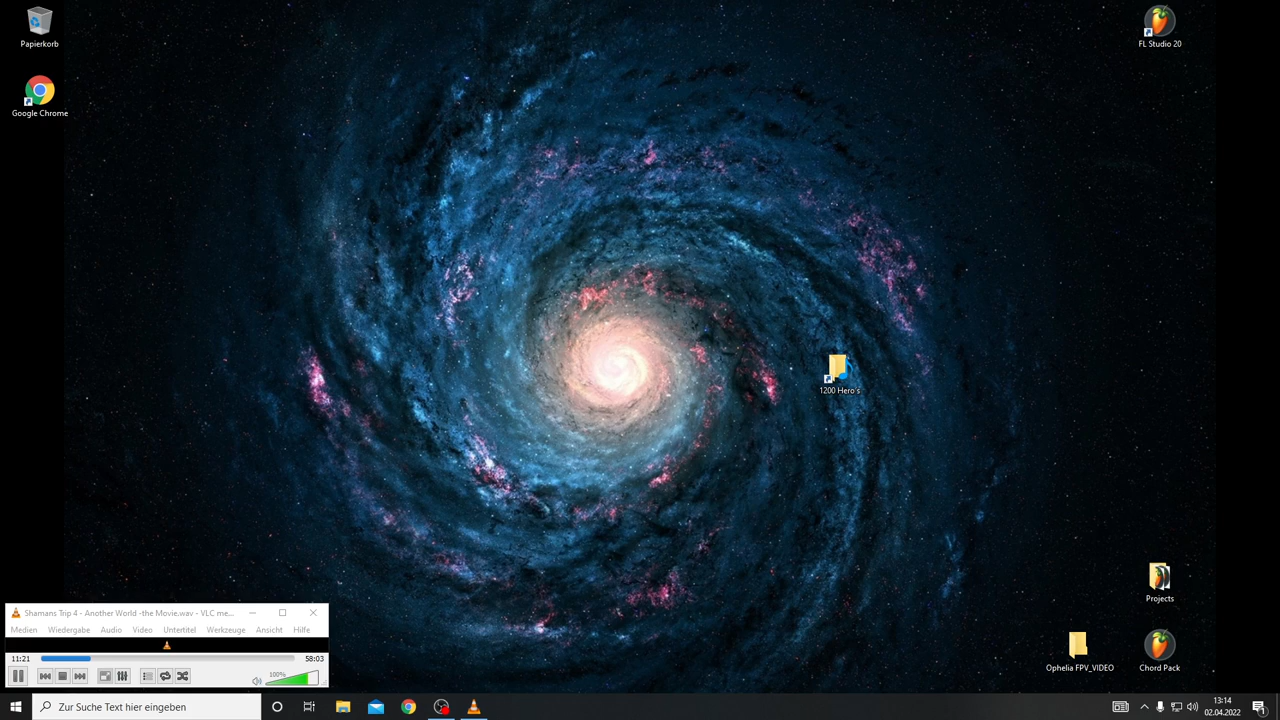 Papierkorb
FL Studio 20
Google Chrome
1200 Hero's
Projects
Ophelia FPV_VIDEO
Chord Pack
Shamans Trip 4 - Another World -the Movie.wav - VLC me...
Medien Wiedergabe Audio Video Untertitel Werkzeuge Ansicht Hilfe
11:21 58:03
100%
Zur Suche Text hier eingeben
13:14
02.04.2022
1